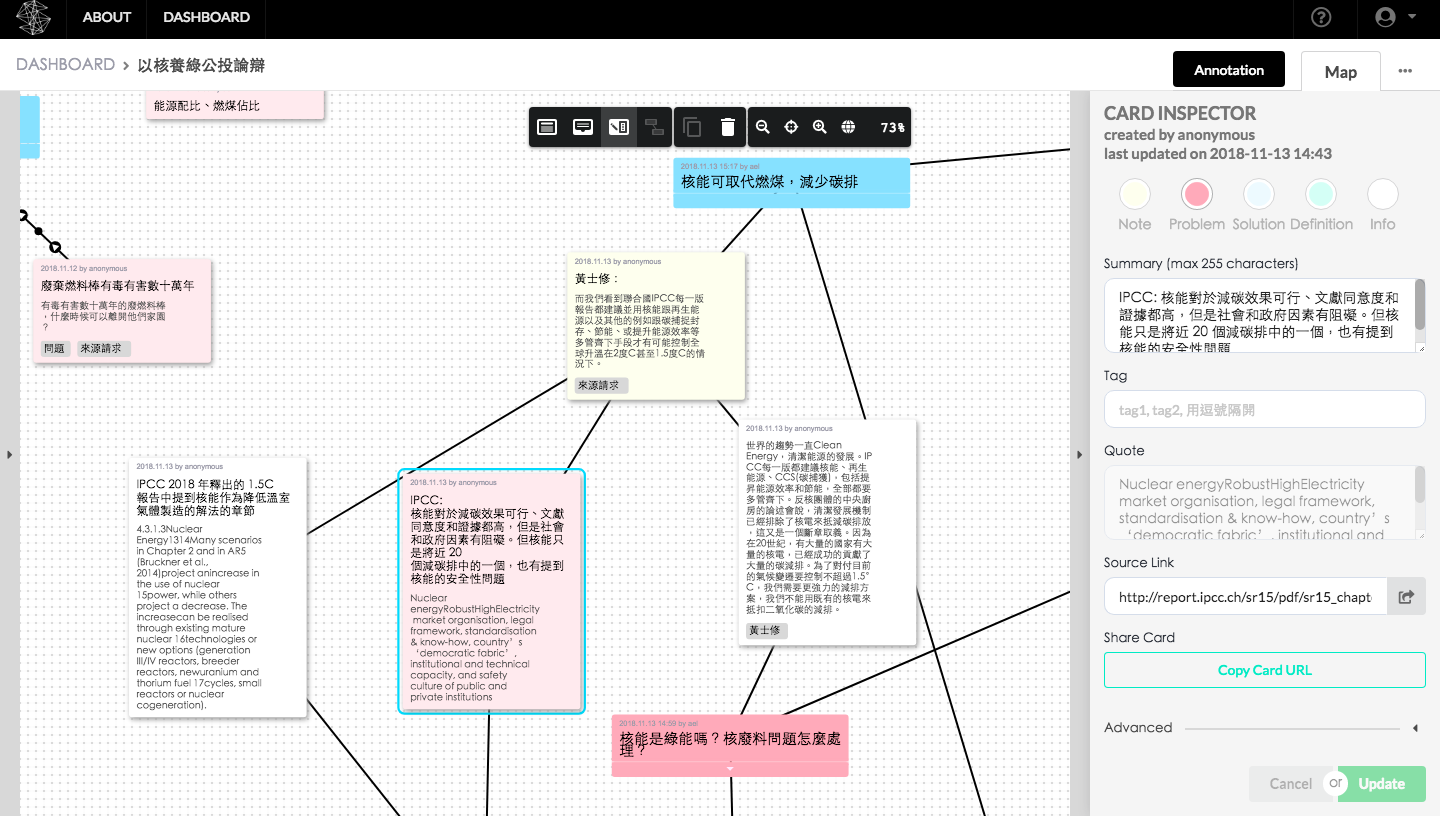 ABOUT
DASHBOARD
DASHBOARD > 以核養綠公投論辯
Annotation
Map
能源配比、燃煤佔比
73%
2018.11.13 15:17 by aei
核能可取代燃煤，減少碳排
2018.11.12 by anonymous
廢棄燃料棒有毒有害數十萬年
有毒有害數十萬年的廢燃料棒
，什麼時候可以離開他們家園
？
問題
來源請求
2018.11.13 by anonymous
黃士修：
而我們看到聯合國IPCC每一版
報告都建議並用核能跟再生能
源以及其他的例如跟碳捕捉封
存、節能、或提升能源效率等
多管齊下手段才有可能控制全
球升溫在2度C甚至1.5度C的情
況下。
來源請求
2018.11.13 by anonymous
IPCC 2018 年釋出的 1.5C
報告中提到核能作為降低溫室
氣體製造的解法的章節
4.3.1.3Nuclear
Energy1314Many scenarios
in Chapter 2 and in AR5
(Bruckner et al.,
2014)project anincrease in
the use of nuclear
15power, while others
project a decrease. The
increasecan be realised
through existing mature
nuclear 16technologies or
new options (generation
III/IV reactors, breeder
reactors, newuranium and
thorium fuel 17cycles, small
reactors or nuclear
cogeneration).
2018.11.13 by anonymous
IPCC:
核能對於減碳效果可行、文獻
同意度和證據都高，但是社會
和政府因素有阻礙。但核能只
是將近 20
個減碳排中的一個，也有提到
核能的安全性問題
Nuclear
energyRobustHighElectricity
market organisation, legal
framework, standardisation
& know-how, country’s
‘democratic fabric’,
institutional and technical
capacity, and safety
culture of public and
private institutions
2018.11.13 by anonymous
世界的趨勢一直Clean
Energy，清潔能源的發展。IP
CC每一版都建議核能、再生
能源、CCS(碳捕獲)，包括提
昇能源效率和節能，全部都要
多管齊下。反核團體的中央廚
房的論述會說，清潔發展機制
已經排除了核電來抵減碳排放
，這又是一個斷章取義。因為
在20世紀，有大量的國家有大
量的核電，已經成功的貢獻了
大量的碳減排。為了對付目前
的氣候變遷要控制不超過1.5°
C，我們需要更強力的減排方
案，我們不能用既有的核電來
抵扣二氧化碳的減排。
黃士修
2018.11.13 14:59 by aei
核能是綠能嗎？核廢料問題怎麼處
理？
CARD INSPECTOR
created by anonymous
last updated on 2018-11-13 14:43
Note
Problem
Solution
Definition
Info
Summary (max 255 characters)
IPCC: 核能對於減碳效果可行、文獻同意度和
證據都高，但是社會和政府因素有阻礙。但核
能只是將近 20 個減碳排中的一個，也有提到
核能的安全性問題
Tag
tag1, tag2, 用逗號隔開
Quote
Nuclear energyRobustHighElectricity
market organisation, legal framework,
standardisation & know-how, country’s
‘democratic fabric’, institutional and
Source Link
http://report.ipcc.ch/sr15/pdf/sr15_chapt
Share Card
Copy Card URL
Advanced
Cancel
or
Update